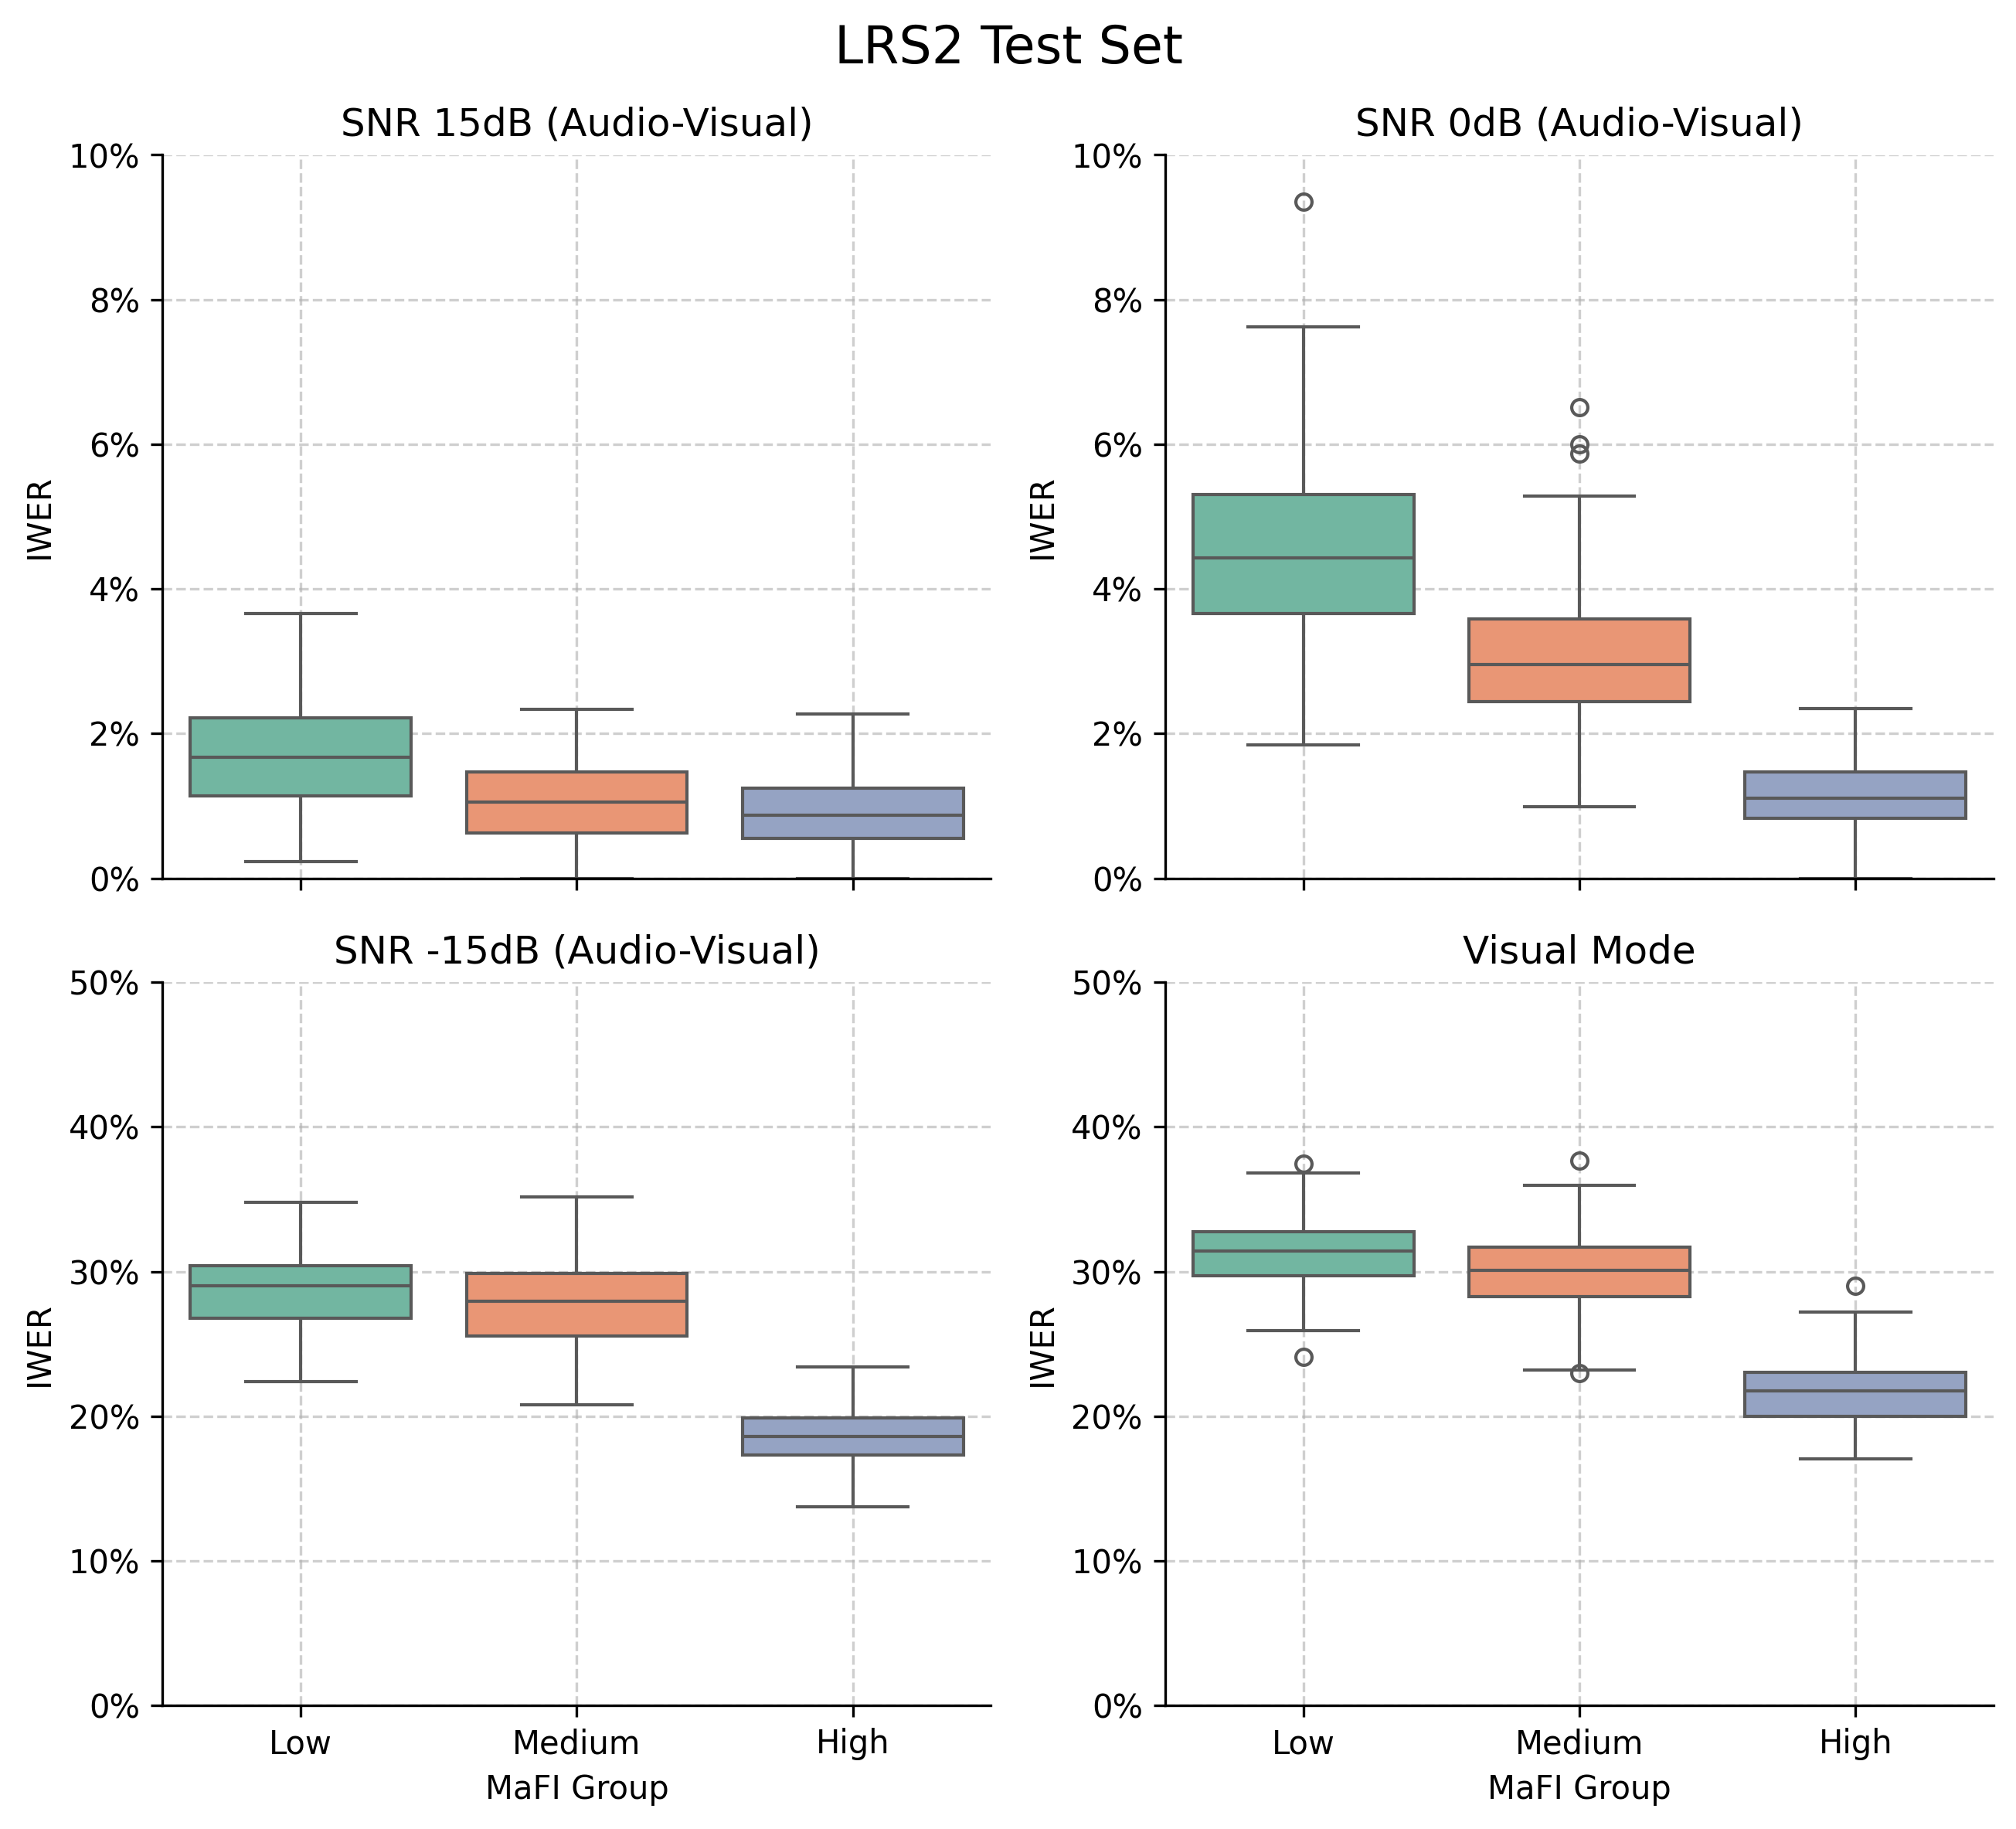 LRS2 Test Set
SNR 15dB (Audio-Visual)
10%
8%
6%
4%
2%
0%
IWER
SNR 0dB (Audio-Visual)
10%
8%
6%
4%
2%
0%
IWER
SNR -15dB (Audio-Visual)
50%
40%
30%
20%
10%
0%
IWER
Low Medium High
MaFI Group
Visual Mode
50%
40%
30%
20%
10%
0%
IWER
Low Medium High
MaFI Group